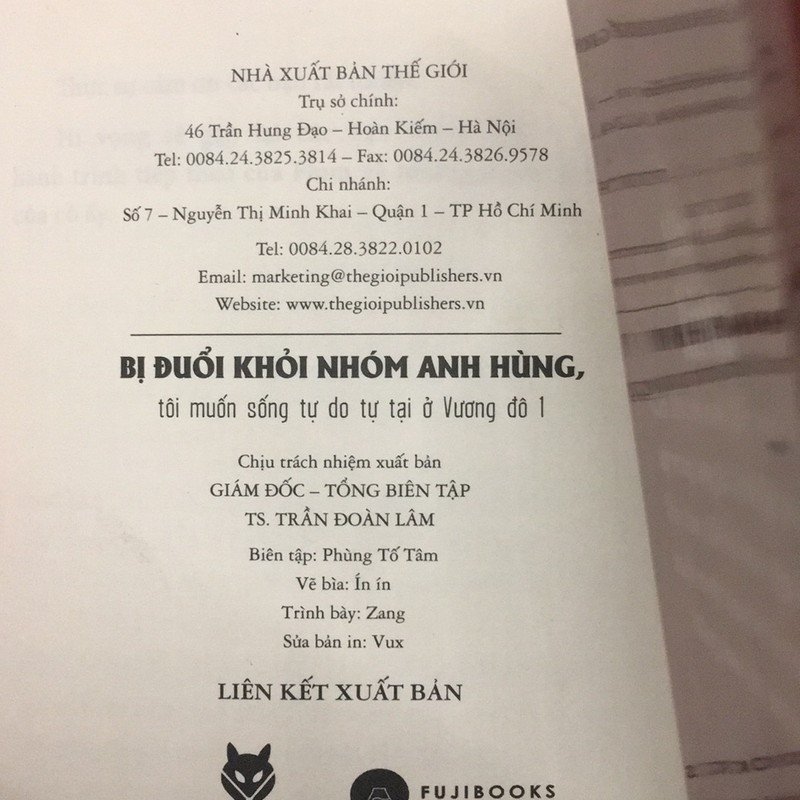 NHÀ XUẤT BẢN THẾ GIỚI
Trụ sở chính:
46 Trần Hưng Đạo – Hoàn Kiếm – Hà Nội
Tel: 0084.24.3825.3814 – Fax: 0084.24.3826.9578
Chi nhánh:
Số 7 – Nguyễn Thị Minh Khai – Quận 1 – TP Hồ Chí Minh
Tel: 0084.28.3822.0102
Email: marketing@thegioipublishers.vn
Website: www.thegioipublishers.vn
BỊ ĐUỔI KHỎI NHÓM ANH HÙNG,
tôi muốn sống tự do tự tại ở Vương đô 1
Chịu trách nhiệm xuất bản
GIÁM ĐỐC – TỔNG BIÊN TẬP
TS. TRẦN ĐOÀN LÂM
Biên tập: Phùng Tố Tâm
Vẽ bìa: Ín ín
Trình bày: Zang
Sửa bản in: Vux
LIÊN KẾT XUẤT BẢN
FUJIBOOKS